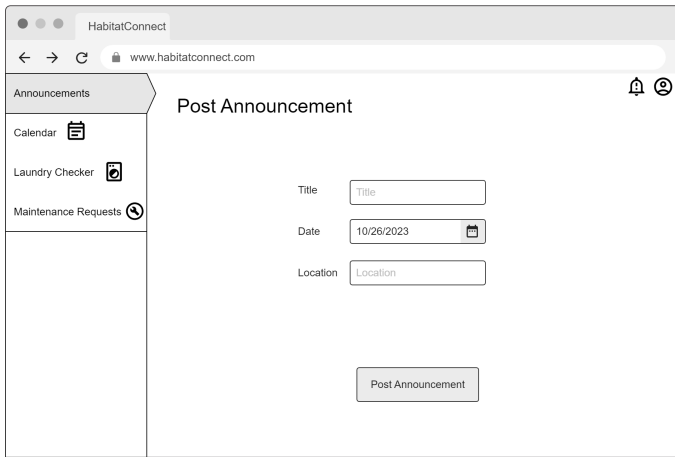 HabitatConnect
www.habitatconnect.com
Announcements
Calendar
Laundry Checker
Maintenance Requests
Post Announcement
Title
Title
Date
10/26/2023
Location
Location
Post Announcement